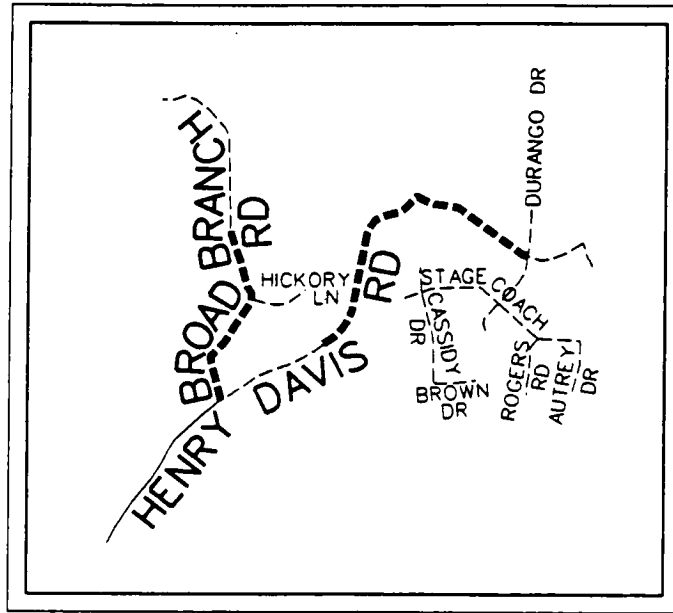 BROAD BRANCH
RD
DURANGO DR
HICKORY
LN
STAGE COACH
CASSIDY
DR
BROWN
DR
ROGERS
RD
AUTREY
DR
HENRY DAVIS RD